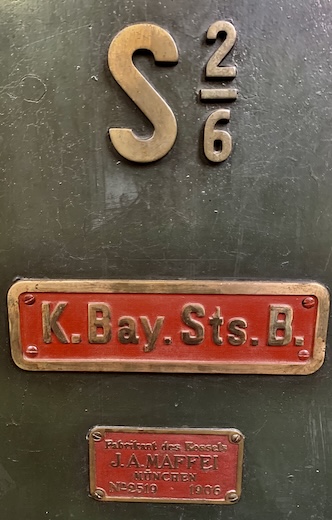 S 2/6
K. Bay. Sts. B.
Fabrikant des Kessels
J. A. MAFFEI
MÜNCHEN
No. 2519 · 1906